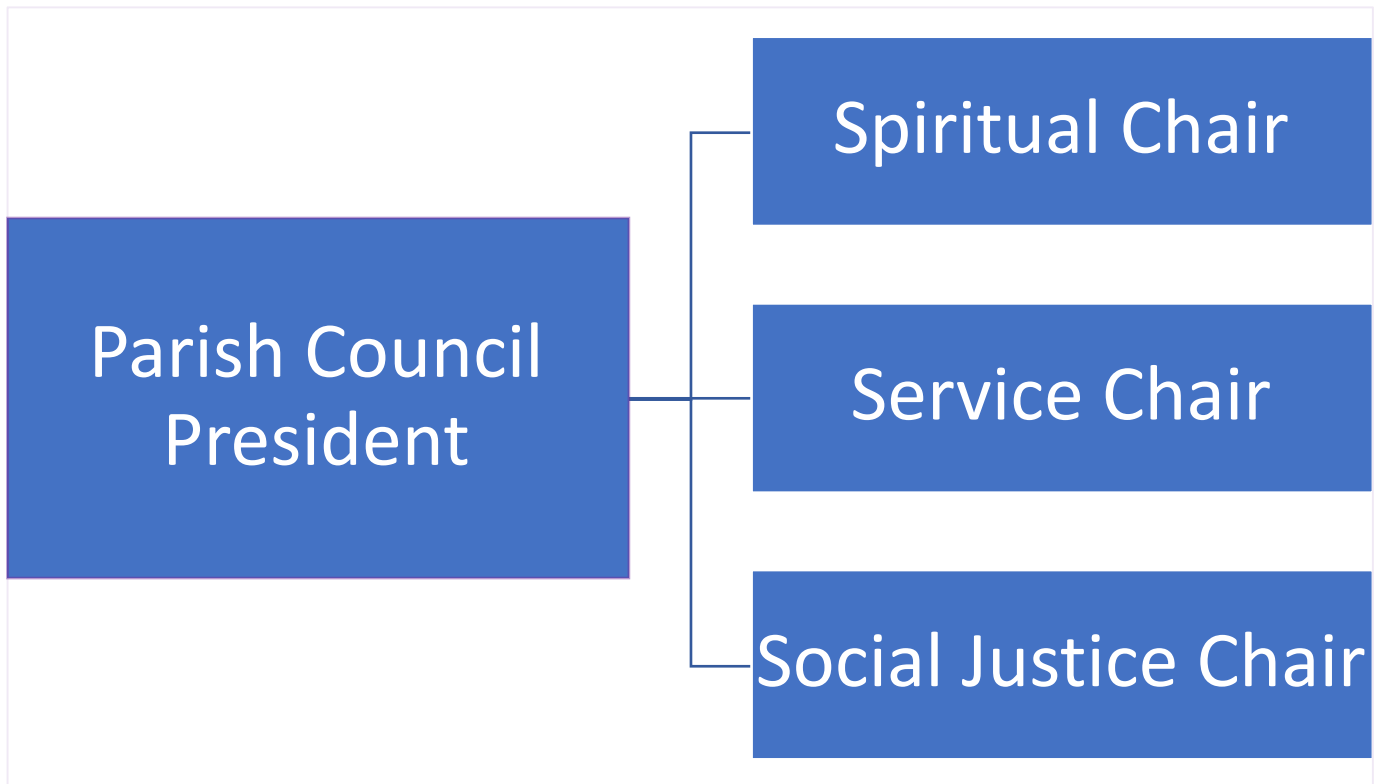 Parish Council
President
Spiritual Chair
Service Chair
Social Justice Chair